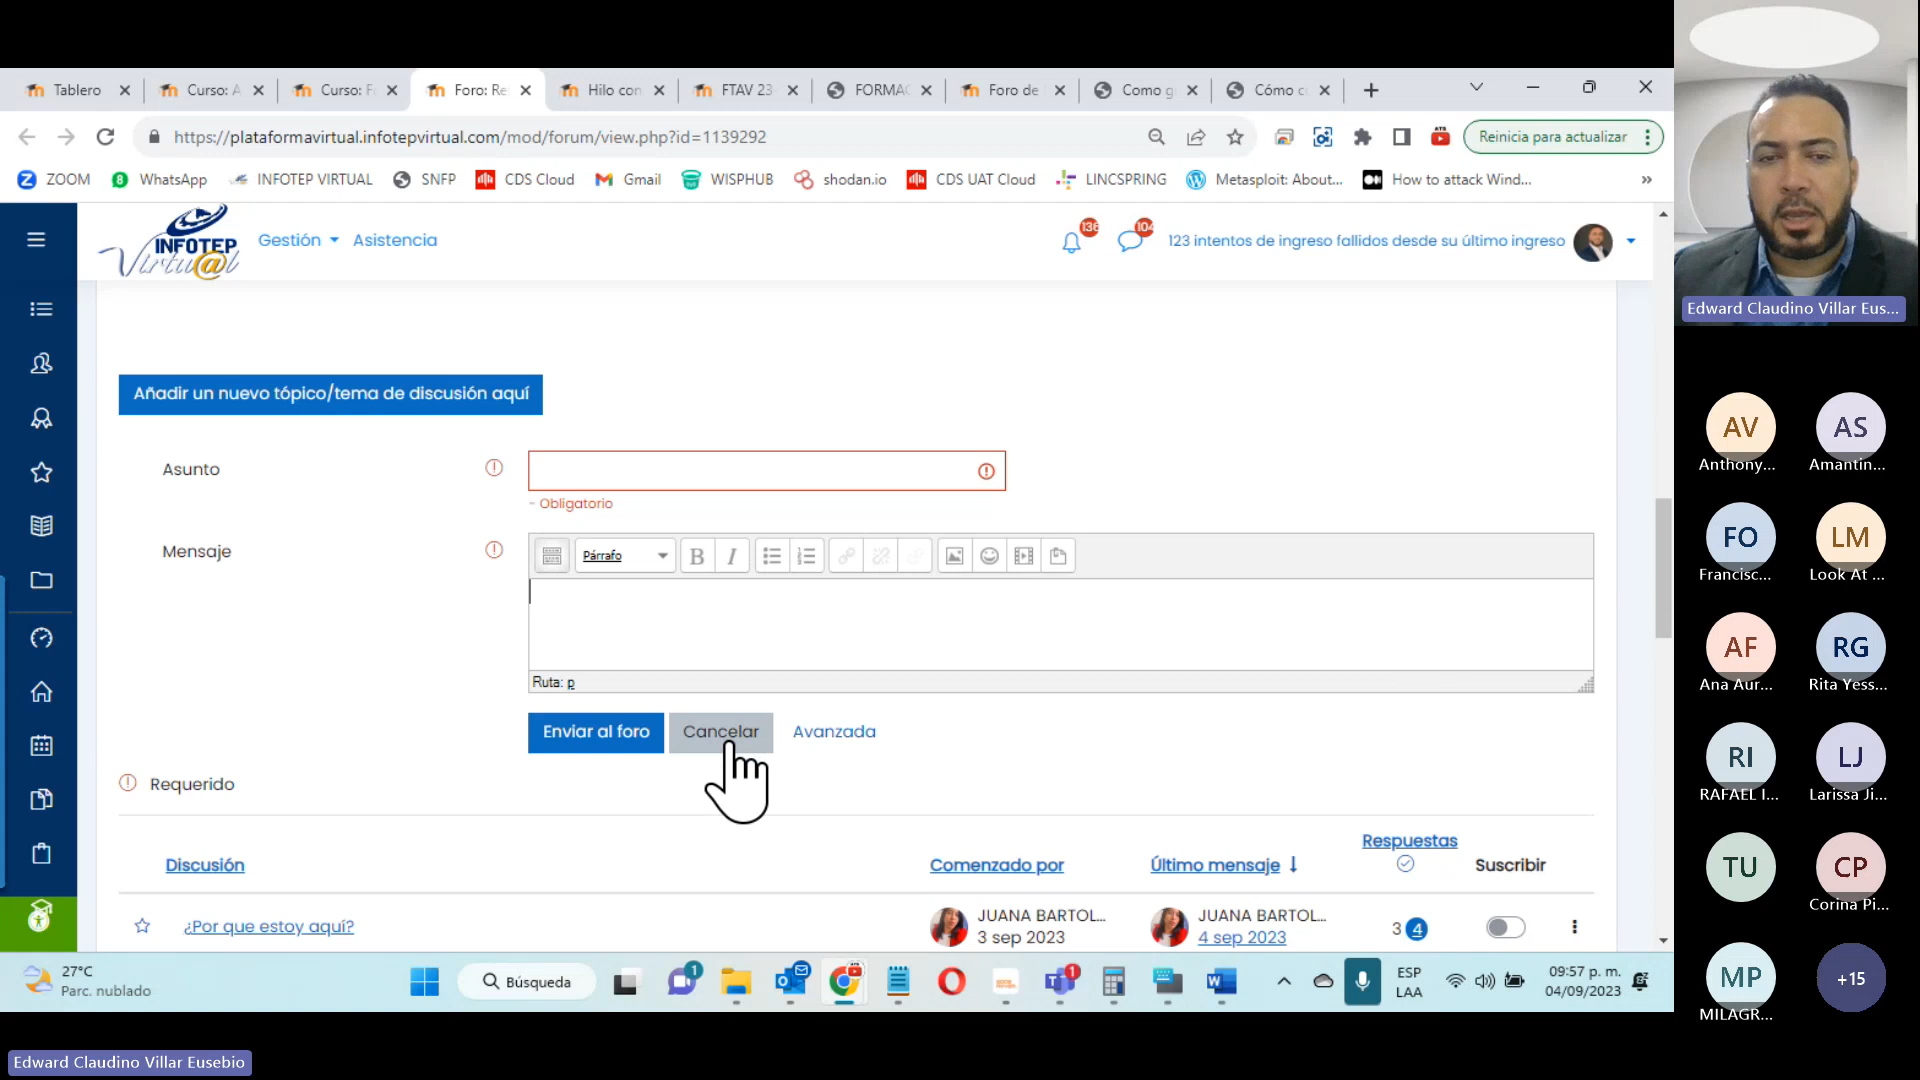 Tablero
Curso: A
Curso: F
Foro: Re
Hilo con
FTAV 23
FORMAC
Foro de
Como g
Cómo c
https://plataformavirtual.infotepvirtual.com/mod/forum/view.php?id=1139292
Reinicia para actualizar
ZOOM
WhatsApp
INFOTEP VIRTUAL
SNFP
CDS Cloud
Gmail
WISPHUB
shodan.io
CDS UAT Cloud
LINCSPRING
Metasploit: About...
How to attack Wind...
»
INFOTEP
Virtu@l
Gestión
Asistencia
136
104
123 intentos de ingreso fallidos desde su último ingreso
Edward Claudino Villar Eus...
Añadir un nuevo tópico/tema de discusión aquí
Asunto
- Obligatorio
Mensaje
Párrafo
B I
Ruta: p
Enviar al foro
Cancelar
Avanzada
Requerido
Discusión
Comenzado por
Último mensaje
Respuestas
Suscribir
¿Por que estoy aquí?
JUANA BARTOL...
3 sep 2023
JUANA BARTOL...
4 sep 2023
3 4
AV
Anthony...
AS
Amantin...
FO
Francisc...
LM
Look At ...
AF
Ana Aur...
RG
Rita Yess...
RI
RAFAEL I...
LJ
Larissa Ji...
TU
CP
Corina Pi...
MP
MILAGR...
+15
27°C
Parc. nublado
Búsqueda
1
1
ESP
LAA
09:57 p. m.
04/09/2023
Edward Claudino Villar Eusebio